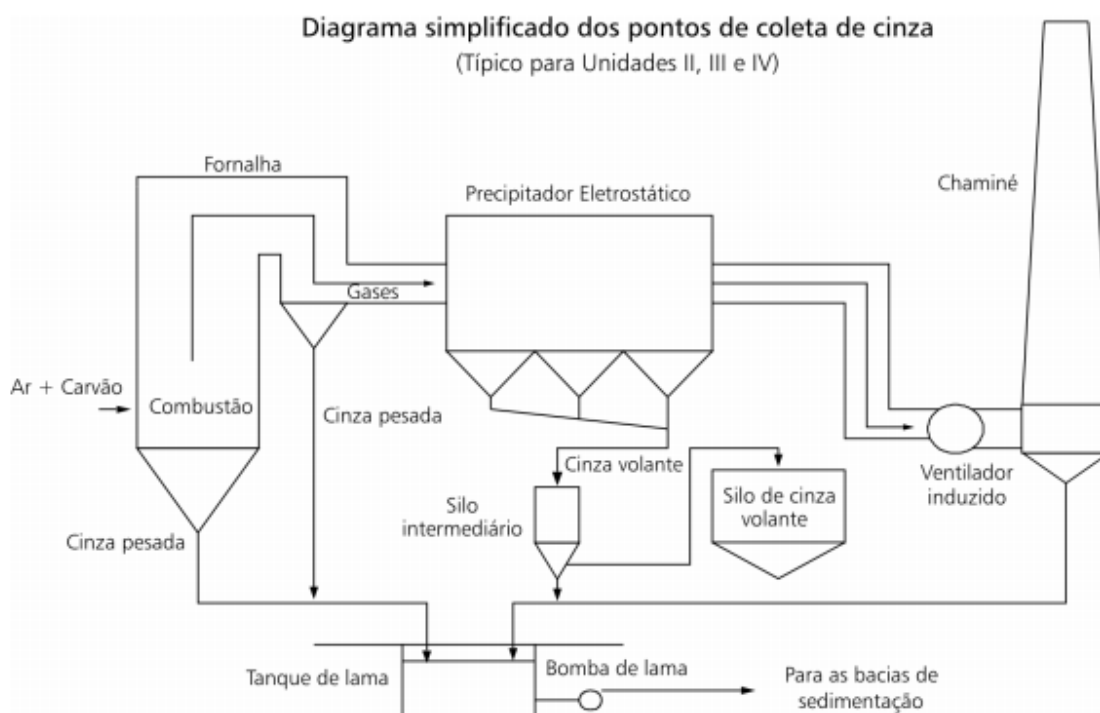 Diagrama simplificado dos pontos de coleta de cinza
(Típico para Unidades II, III e IV)
Fornalha
Precipitador Eletrostático
Chaminé
Gases
Ar + Carvão
Combustão
Cinza pesada
Cinza volante
Ventilador
induzido
Silo
intermediário
Silo de cinza
volante
Cinza pesada
Tanque de lama
Bomba de lama
Para as bacias de
sedimentação